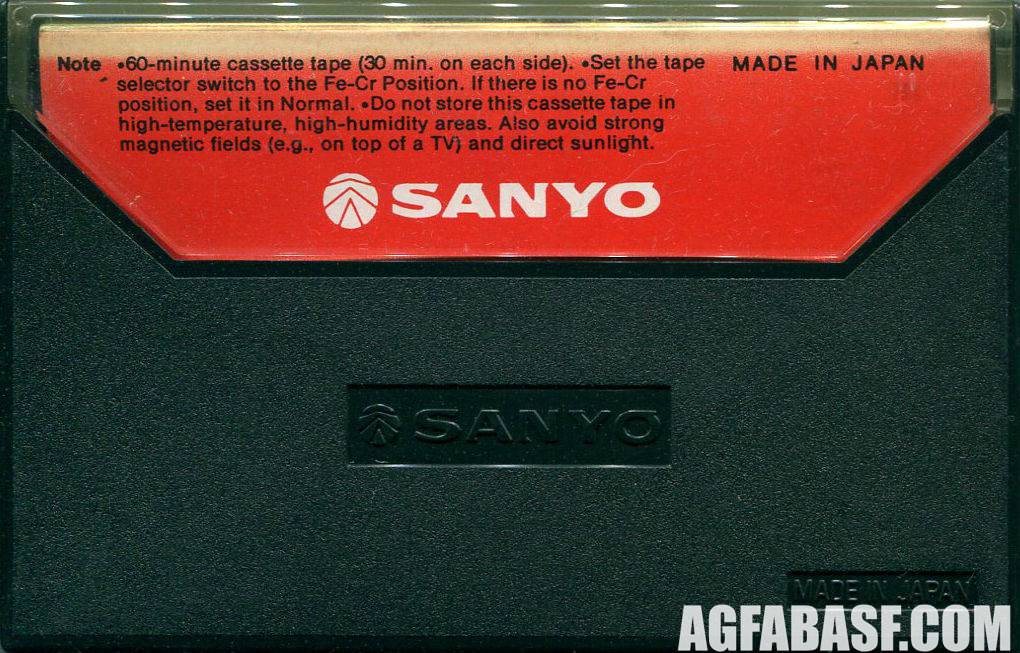 Note •60-minute cassette tape (30 min. on each side). •Set the tape
selector switch to the Fe-Cr Position. If there is no Fe-Cr
position, set it in Normal. •Do not store this cassette tape in
high-temperature, high-humidity areas. Also avoid strong
magnetic fields (e.g., on top of a TV) and direct sunlight.
MADE IN JAPAN
SANYO
SANYO
MADE IN JAPAN
AGFABASF.COM